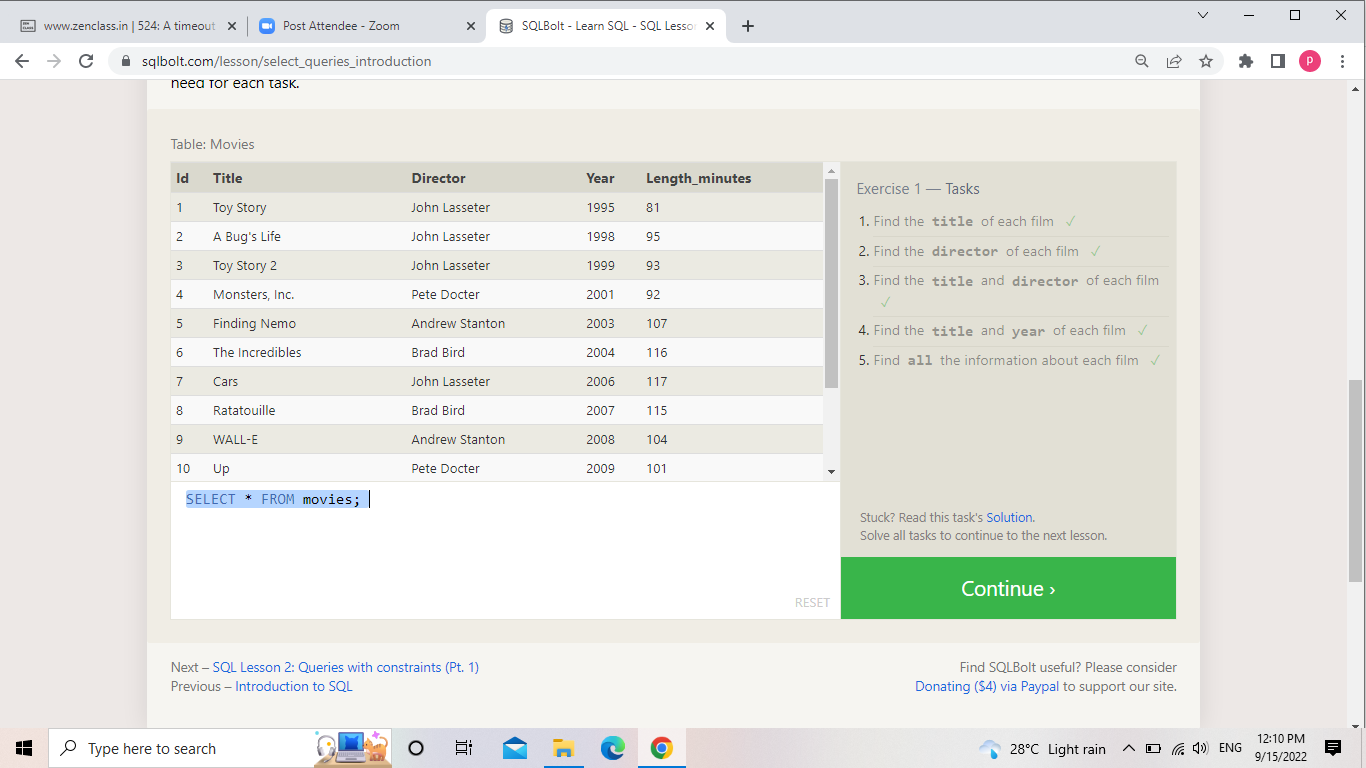 www.zenclass.in | 524: A timeout
Post Attendee - Zoom
SQLBolt - Learn SQL - SQL Lesson
sqlbolt.com/lesson/select_queries_introduction
P
need for each task.
Table: Movies
Id Title Director Year Length_minutes
1 Toy Story John Lasseter 1995 81
2 A Bug's Life John Lasseter 1998 95
3 Toy Story 2 John Lasseter 1999 93
4 Monsters, Inc. Pete Docter 2001 92
5 Finding Nemo Andrew Stanton 2003 107
6 The Incredibles Brad Bird 2004 116
7 Cars John Lasseter 2006 117
8 Ratatouille Brad Bird 2007 115
9 WALL-E Andrew Stanton 2008 104
10 Up Pete Docter 2009 101
SELECT * FROM movies;
RESET
Exercise 1 — Tasks
1. Find the title of each film ✓
2. Find the director of each film ✓
3. Find the title and director of each film
✓
4. Find the title and year of each film ✓
5. Find all the information about each film ✓
Stuck? Read this task's Solution.
Solve all tasks to continue to the next lesson.
Continue ›
Next – SQL Lesson 2: Queries with constraints (Pt. 1)
Previous – Introduction to SQL
Find SQLBolt useful? Please consider
Donating ($4) via Paypal to support our site.
Type here to search
28°C Light rain
ENG
12:10 PM
9/15/2022